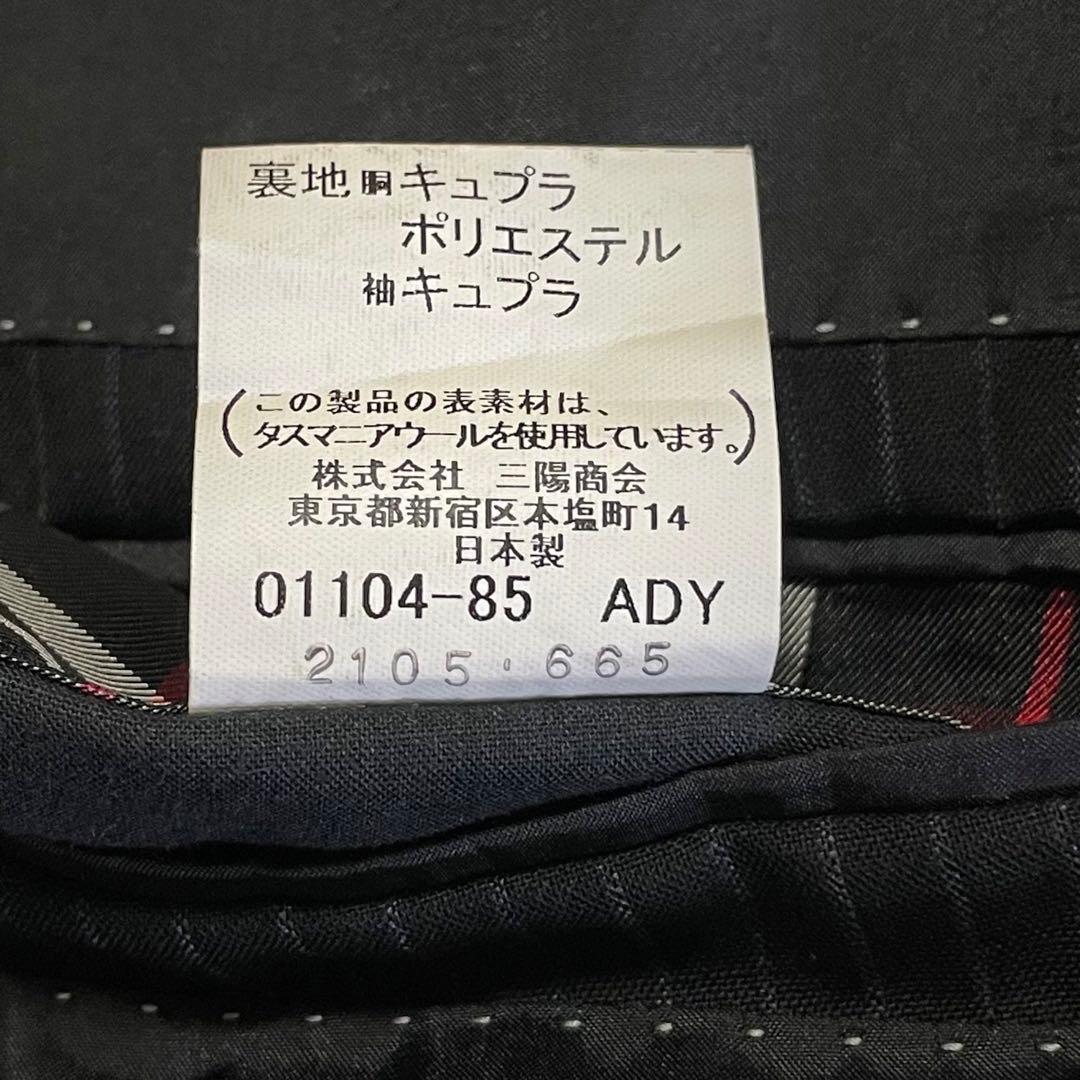 裏地 胴キュプラ
ポリエステル
袖キュプラ
(この製品の表素材は、
タスマニアウールを使用しています。)
株式会社 三陽商会
東京都新宿区本塩町14
日本製
01104-85 ADY
2105・665